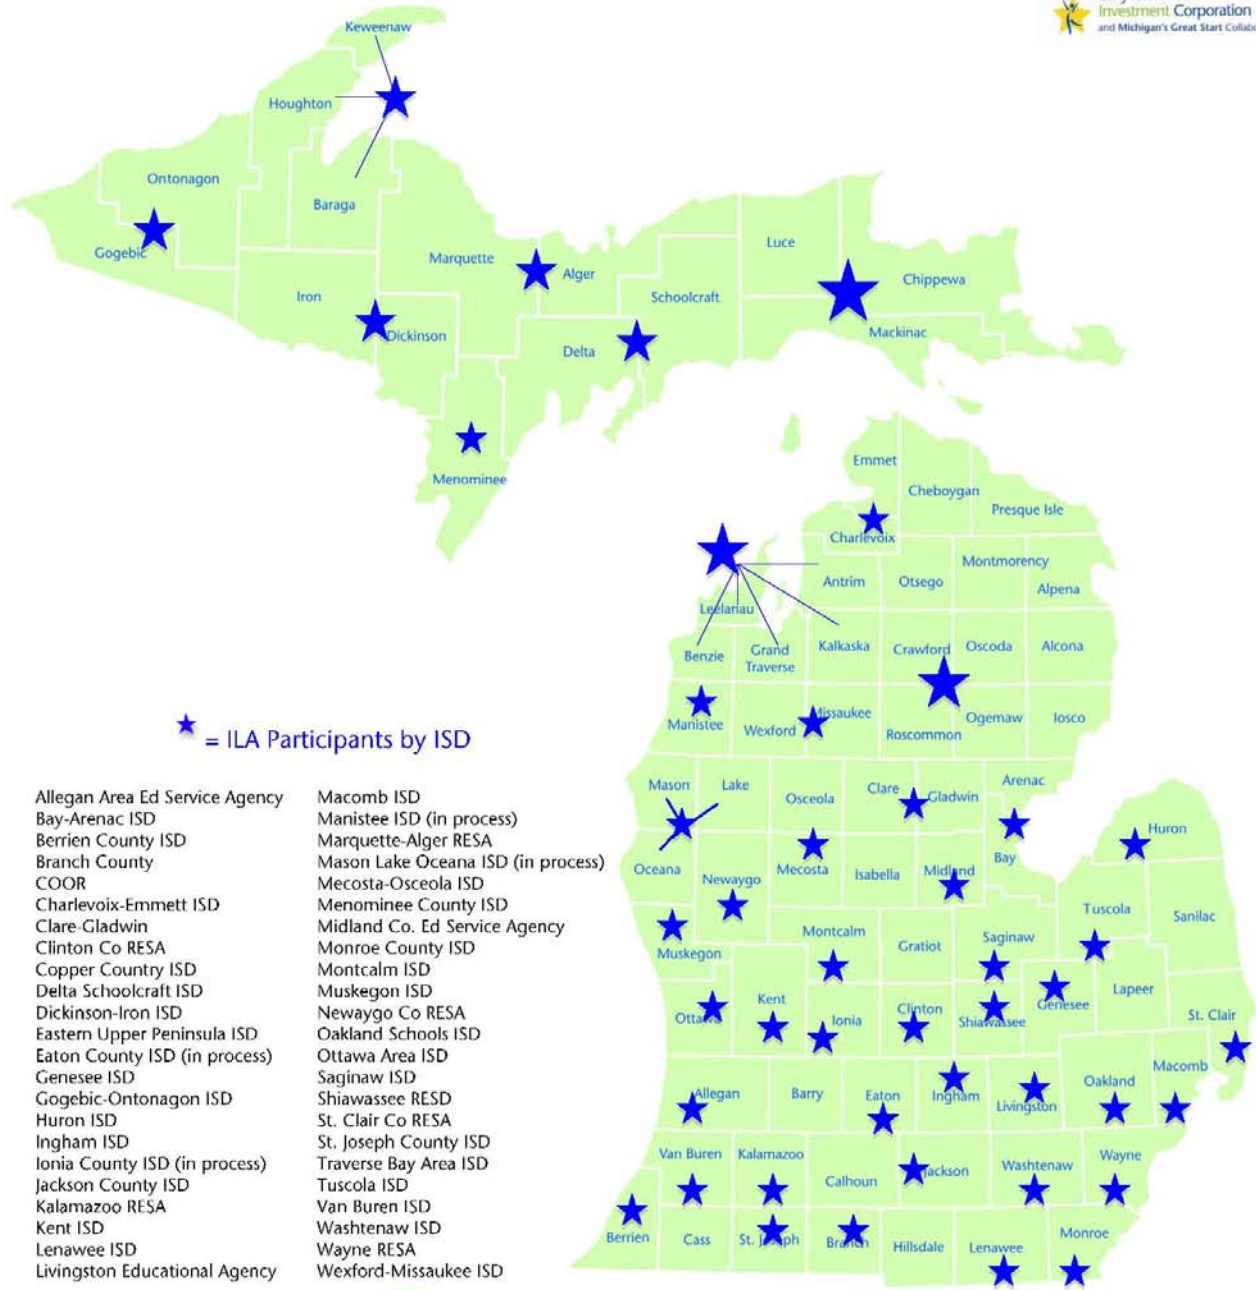 Investment Corporation
and Michigan's Great Start
Keweenaw
Houghton
Ontonagon
Baraga
Gogebic
Marquette
Alger
Luce
Chippewa
Iron
Schoolcraft
Dickinson
Mackinac
Delta
Menominee
Emmet
Cheboygan
Presque Isle
Charlevoix
Montmorency
Antrim
Otsego
Alpena
Leelanau
Benzie
Grand
Traverse
Kalkaska
Crawford
Oscoda
Alcona
Manistee
Wexford
Missaukee
Roscommon
Ogemaw
Iosco
= ILA Participants by ISD
Mason
Lake
Osceola
Clare
Gladwin
Arenac
Huron
Oceana
Newaygo
Mecosta
Isabella
Midland
Bay
Tuscola
Sanilac
Muskegon
Montcalm
Gratiot
Saginaw
Ottawa
Kent
Ionia
Clinton
Shiawassee
Genesee
Lapeer
St. Clair
Allegan
Barry
Eaton
Ingham
Livingston
Oakland
Macomb
Van Buren
Kalamazoo
Calhoun
Jackson
Washtenaw
Wayne
Berrien
Cass
St. Joseph
Branch
Hillsdale
Lenawee
Monroe
Allegan Area Ed Service Agency
Bay-Arenac ISD
Berrien County ISD
Branch County
COOR
Charlevoix-Emmett ISD
Clare-Gladwin
Clinton Co RESA
Copper Country ISD
Delta Schoolcraft ISD
Dickinson-Iron ISD
Eastern Upper Peninsula ISD
Eaton County ISD (in process)
Genesee ISD
Gogebic-Ontonagon ISD
Huron ISD
Ingham ISD
Ionia County ISD (in process)
Jackson County ISD
Kalamazoo RESA
Kent ISD
Lenawee ISD
Livingston Educational Agency
Macomb ISD
Manistee ISD (in process)
Marquette-Alger RESA
Mason Lake Oceana ISD (in process)
Mecosta-Osceola ISD
Menominee County ISD
Midland Co. Ed Service Agency
Monroe County ISD
Montcalm ISD
Muskegon ISD
Newaygo Co RESA
Oakland Schools ISD
Ottawa Area ISD
Saginaw ISD
Shiawassee RESD
St. Clair Co RESA
St. Joseph County ISD
Traverse Bay Area ISD
Tuscola ISD
Van Buren ISD
Washtenaw ISD
Wayne RESA
Wexford-Missaukee ISD